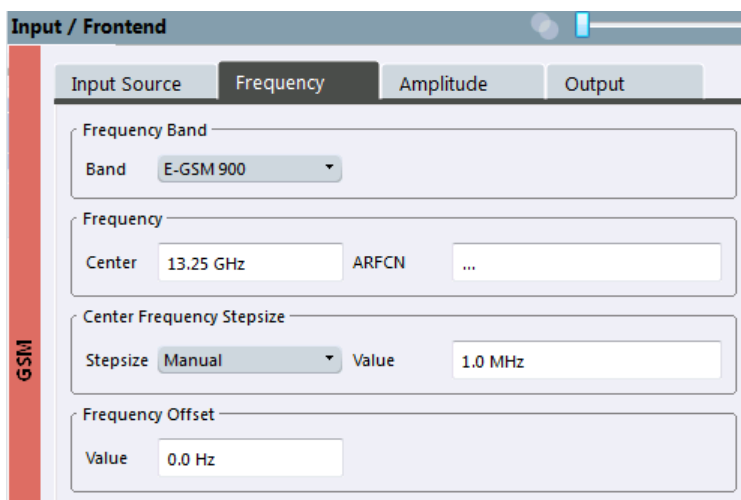 Input / Frontend
Input Source Frequency Amplitude Output
Frequency Band
Band E-GSM 900
Frequency
Center 13.25 GHz ARFCN ...
Center Frequency Stepsize
Stepsize Manual Value 1.0 MHz
Frequency Offset
Value 0.0 Hz
GSM